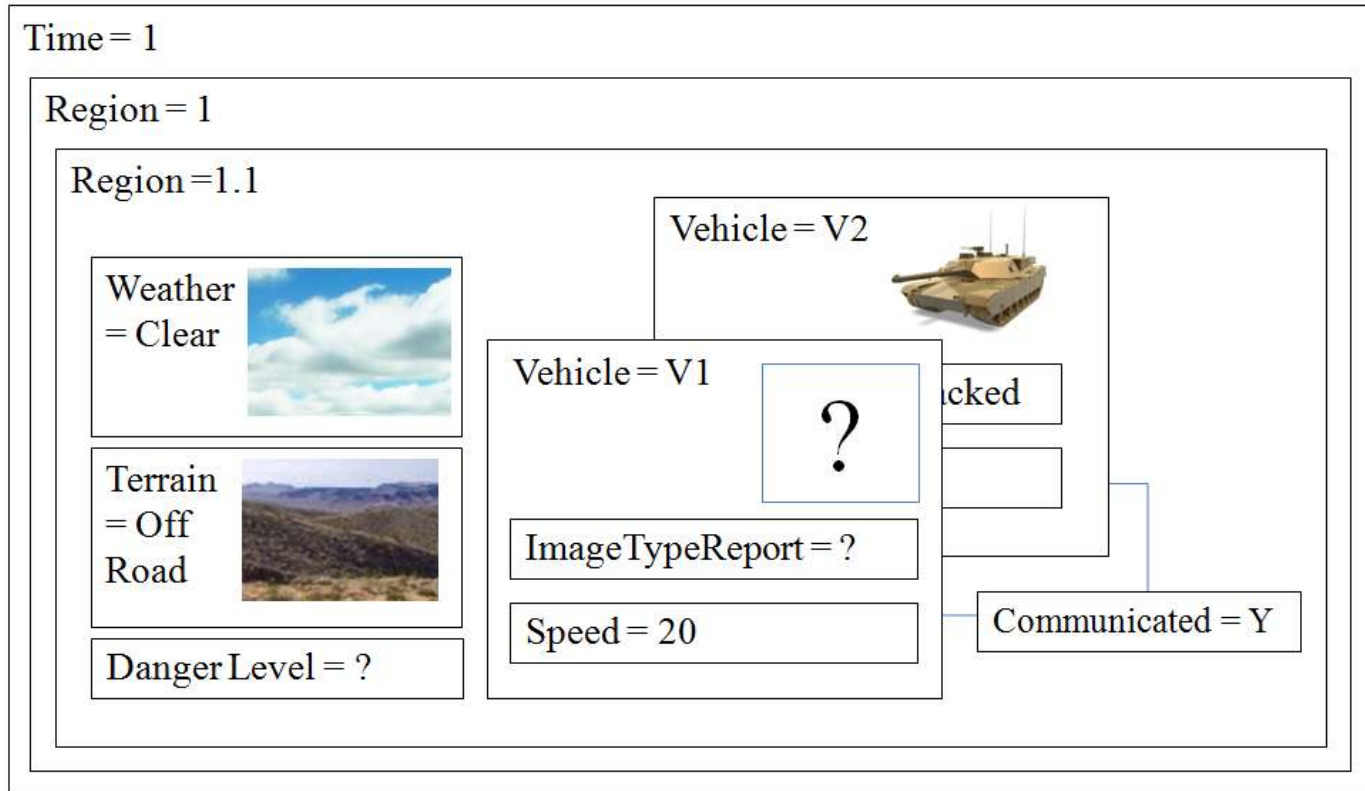 Time = 1
Region = 1
Region =1.1
Weather
= Clear
Terrain
= Off
Road
Danger Level = ?
Vehicle = V2
Vehicle = V1
?
ImageTypeReport = ?
Speed = 20
Communicated = Y